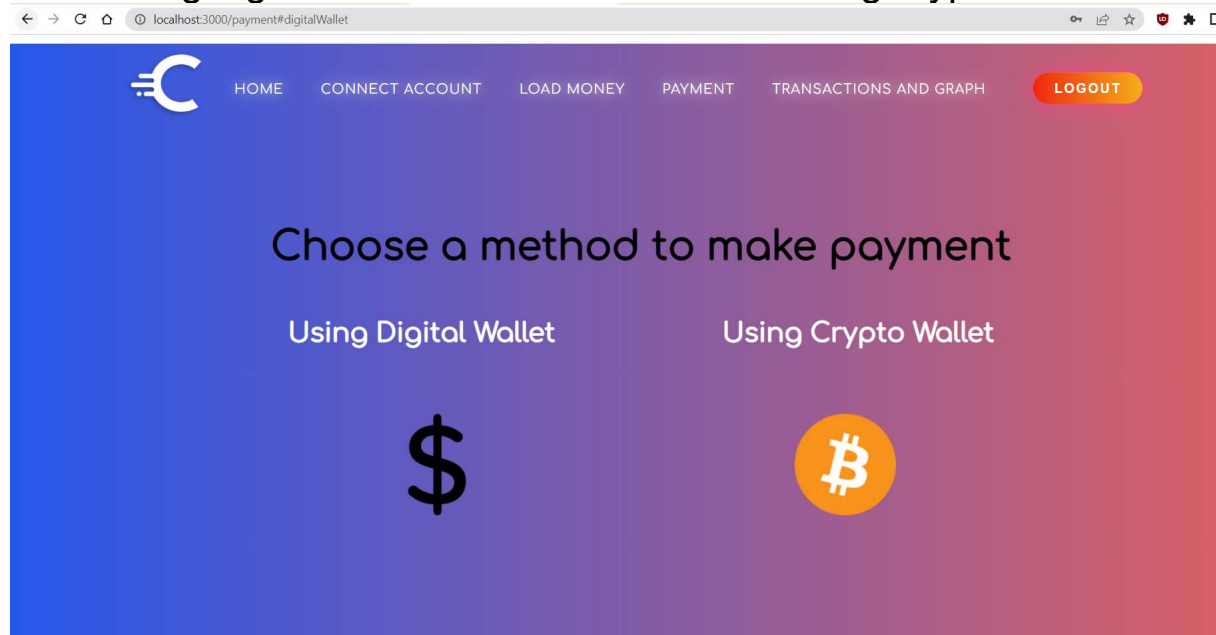 localhost:3000/payment#digitalWallet
HOME CONNECT ACCOUNT LOAD MONEY PAYMENT TRANSACTIONS AND GRAPH LOGOUT
Choose a method to make payment
Using Digital Wallet Using Crypto Wallet
$